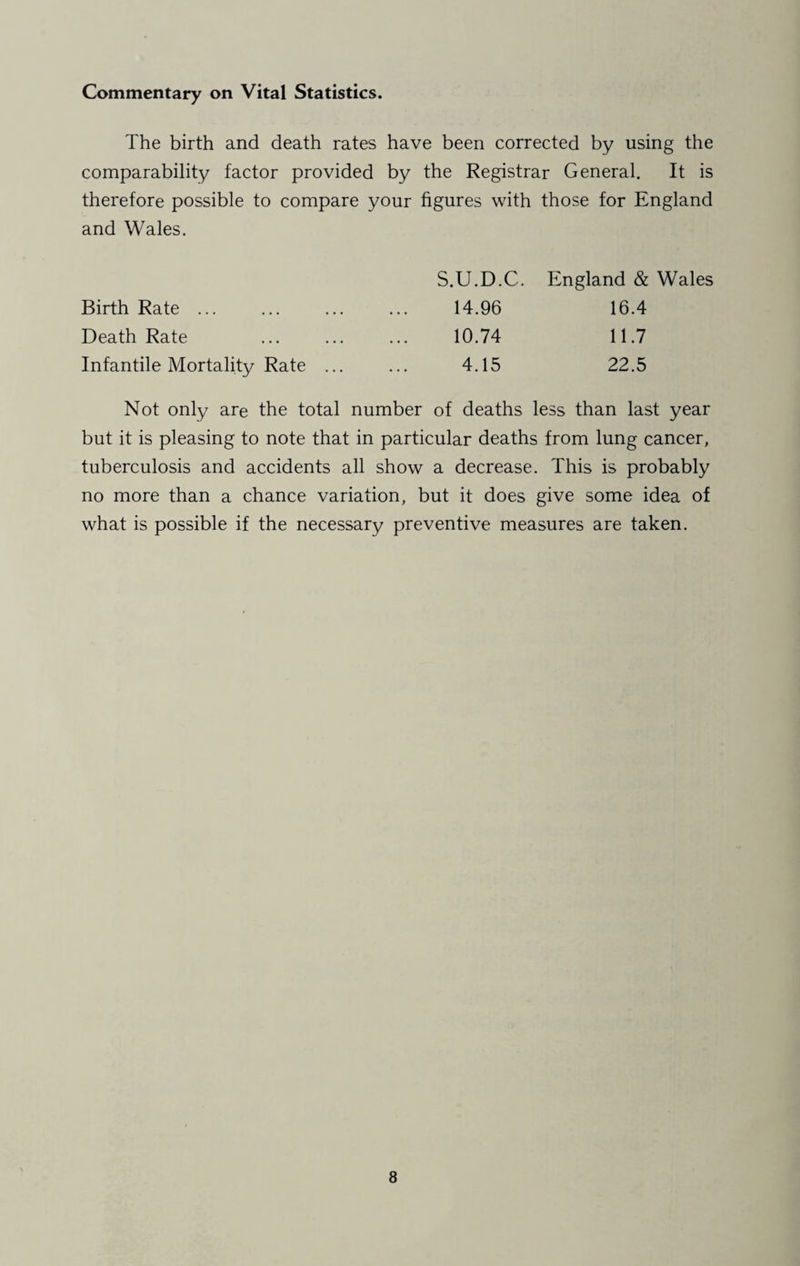 Commentary on Vital Statistics.
The birth and death rates have been corrected by using the
comparability factor provided by the Registrar General. It is
therefore possible to compare your figures with those for England
and Wales.
S.U.D.C. England & Wales
Birth Rate ... ... ... ... 14.96 16.4
Death Rate ... ... ... 10.74 11.7
Infantile Mortality Rate ... ... 4.15 22.5
Not only are the total number of deaths less than last year
but it is pleasing to note that in particular deaths from lung cancer,
tuberculosis and accidents all show a decrease. This is probably
no more than a chance variation, but it does give some idea of
what is possible if the necessary preventive measures are taken.
8